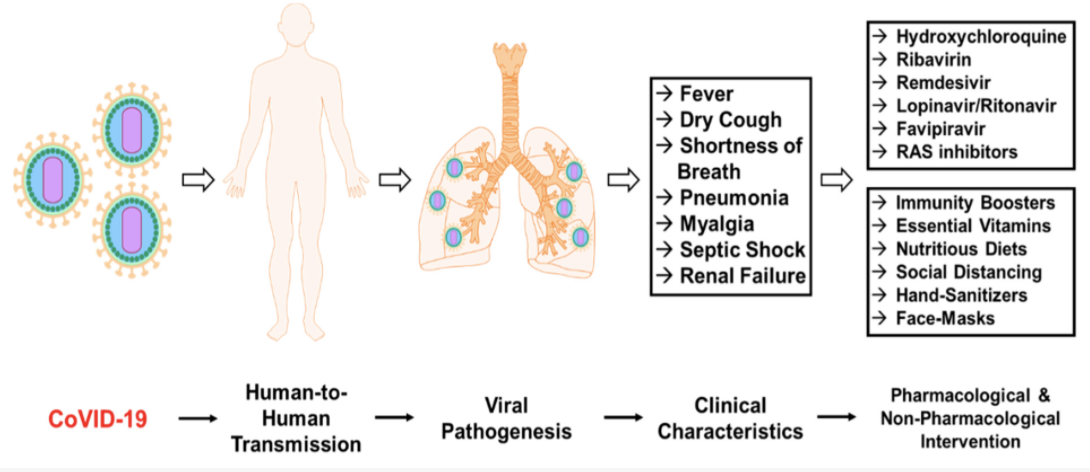 → Fever
→ Dry Cough
→ Shortness of
Breath
→ Pneumonia
→ Myalgia
→ Septic Shock
→ Renal Failure
→ Hydroxychloroquine
→ Ribavirin
→ Remdesivir
→ Lopinavir/Ritonavir
→ Favipiravir
→ RAS inhibitors
→ Immunity Boosters
→ Essential Vitamins
→ Nutritious Diets
→ Social Distancing
→ Hand-Sanitizers
→ Face-Masks
CoVID-19
Human-to-
Human
Transmission
Viral
Pathogenesis
Clinical
Characteristics
Pharmacological &
Non-Pharmacological
Intervention